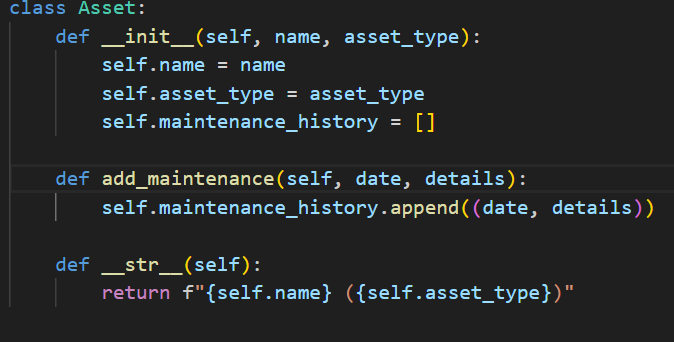 class Asset:
    def __init__(self, name, asset_type):
        self.name = name
        self.asset_type = asset_type
        self.maintenance_history = []
    def add_maintenance(self, date, details):
        self.maintenance_history.append((date, details))
    def __str__(self):
        return f"{self.name} ({self.asset_type})"